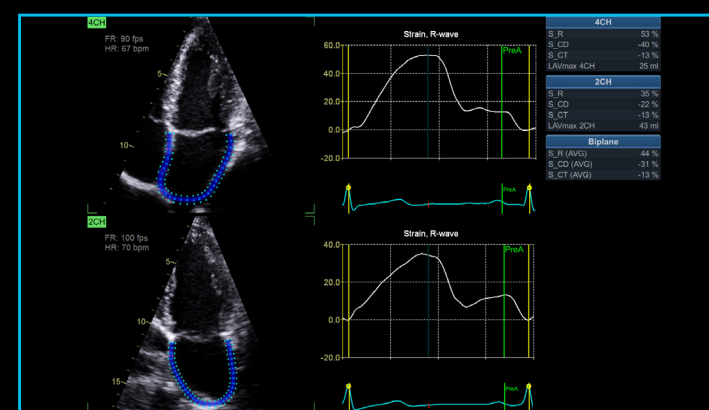 4CH
FR: 90 fps
HR: 67 bpm
5
10
Strain, R-wave
60.0
40.0
20.0
0.0
-20.0
PreA
PreA
4CH
S_R 53 %
S_CD -40 %
S_CT -13 %
LAVmax 4CH 25 ml
2CH
S_R 35 %
S_CD -22 %
S_CT -13 %
LAVmax 2CH 43 ml
Biplane
S_R (AVG) 44 %
S_CD (AVG) -31 %
S_CT (AVG) -13 %
2CH
FR: 100 fps
HR: 70 bpm
5
10
15
Strain, R-wave
40.0
20.0
0.0
-20.0
PreA
PreA